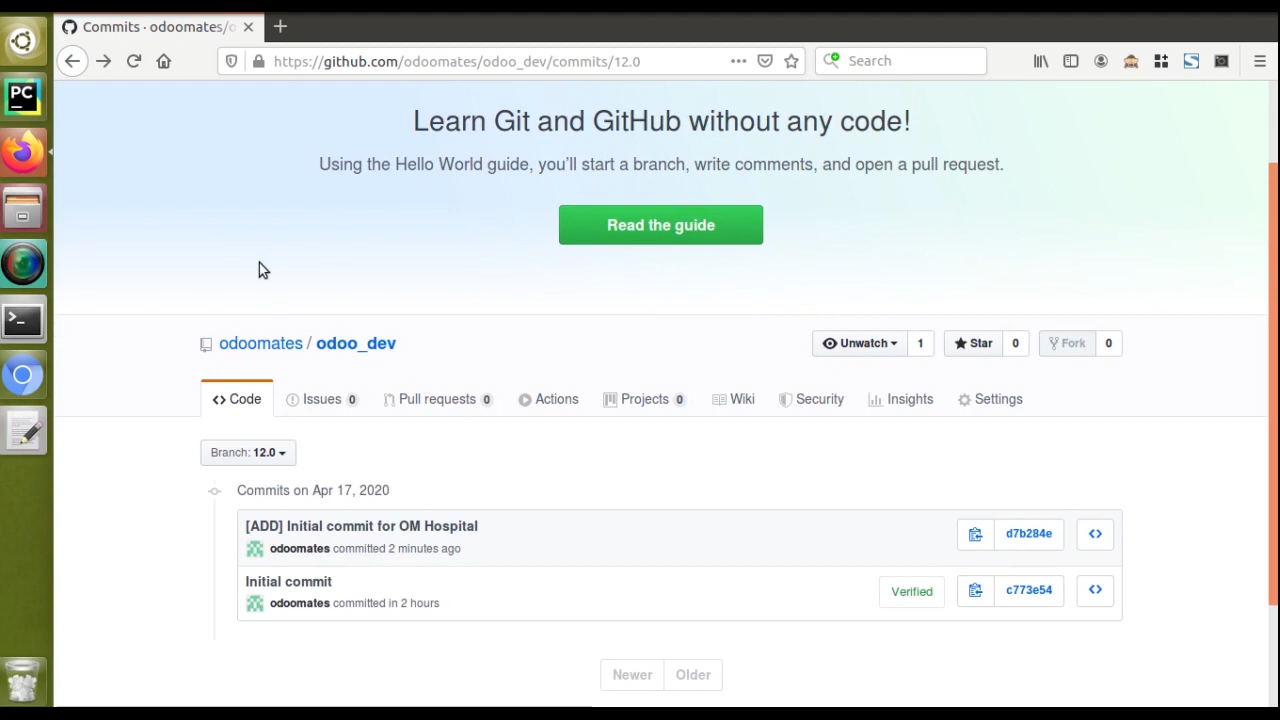 Commits · odoomates/o
https://github.com/odoomates/odoo_dev/commits/12.0
Search
PC
Learn Git and GitHub without any code!
Using the Hello World guide, you'll start a branch, write comments, and open a pull request.
Read the guide
odoomates / odoo_dev
Unwatch 1
Star 0
Fork 0
Code
Issues 0
Pull requests 0
Actions
Projects 0
Wiki
Security
Insights
Settings
Branch: 12.0
Commits on Apr 17, 2020
[ADD] Initial commit for OM Hospital
odoomates committed 2 minutes ago
d7b284e
Initial commit
odoomates committed in 2 hours
Verified
c773e54
Newer
Older